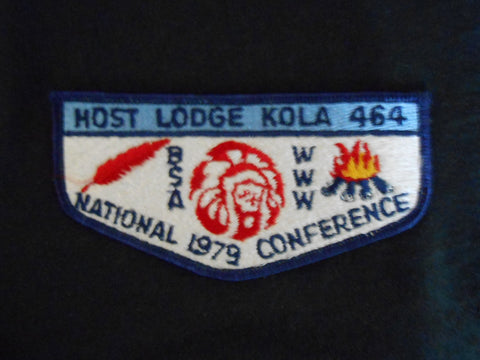 HOST LODGE KOLA 464
BSA
WWW
NATIONAL 1979 CONFERENCE